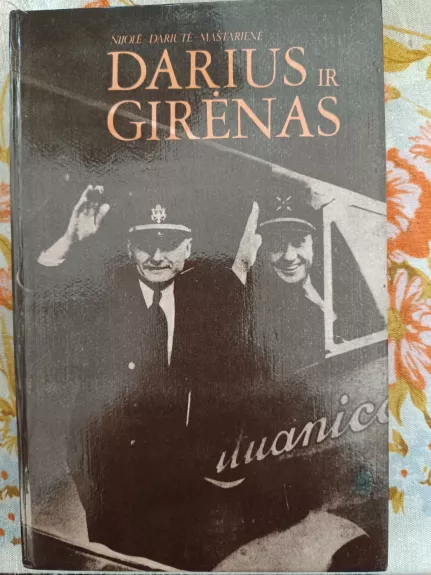 NIJOLĖ · DARIUTĖ · MAŠTARIENĖ
DARIUS IR
GIRĖNAS
ituanica